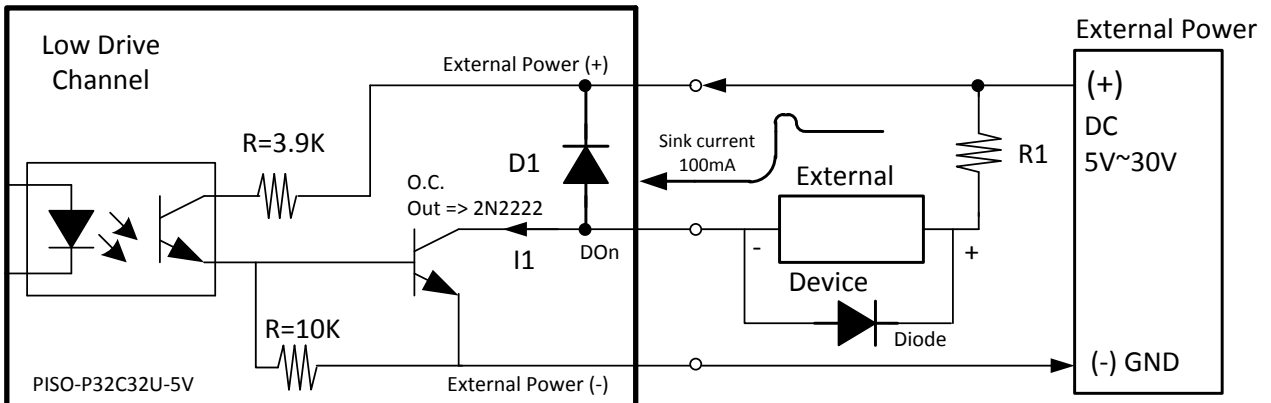 Low Drive
Channel
External Power (+)
External Power
(+)
DC
5V~30V
R=3.9K
D1
Sink current
100mA
R1
O.C.
Out => 2N2222
External
I1
DOn
-
+
Device
R=10K
Diode
PISO-P32C32U-5V
External Power (-)
(-) GND